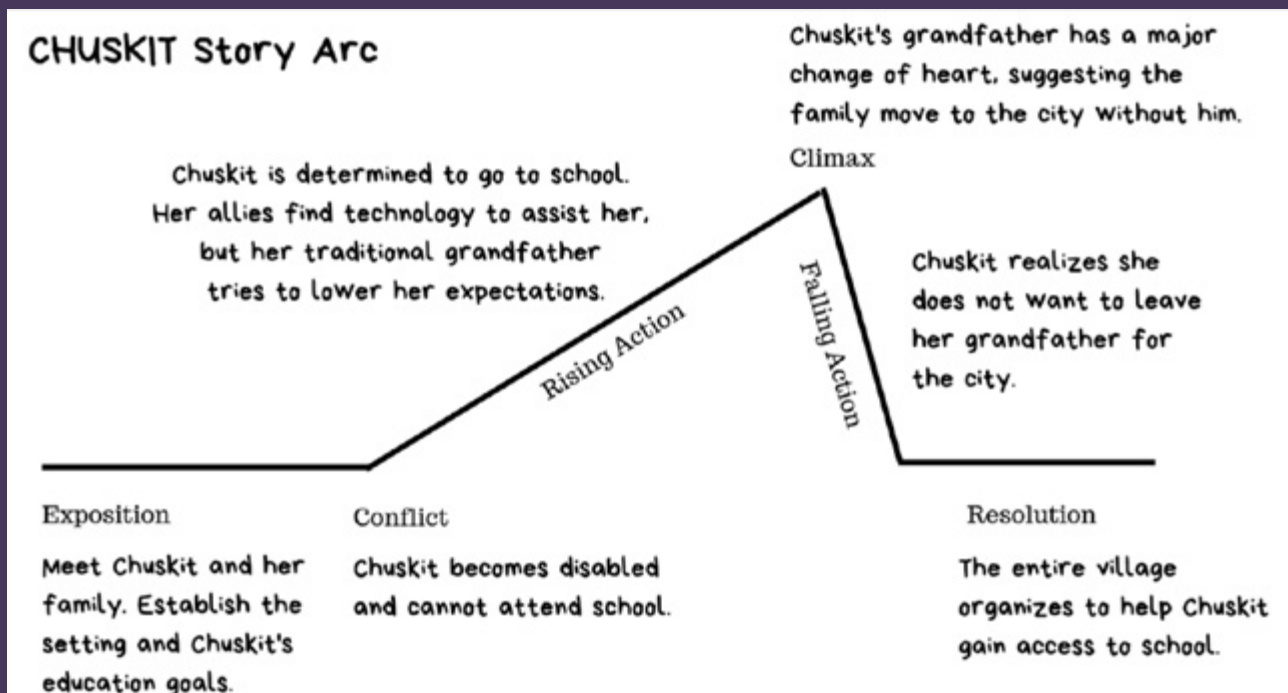 CHUSKIT Story Arc
Chuskit's grandfather has a major
change of heart, suggesting the
family move to the city without him.
Climax
Chuskit is determined to go to school.
Her allies find technology to assist her,
but her traditional grandfather
tries to lower her expectations.
Rising Action
Falling Action
Chuskit realizes she
does not want to leave
her grandfather for
the city.
Exposition
Meet Chuskit and her
family. Establish the
setting and Chuskit's
education goals.
Conflict
Chuskit becomes disabled
and cannot attend school.
Resolution
The entire village
organizes to help Chuskit
gain access to school.